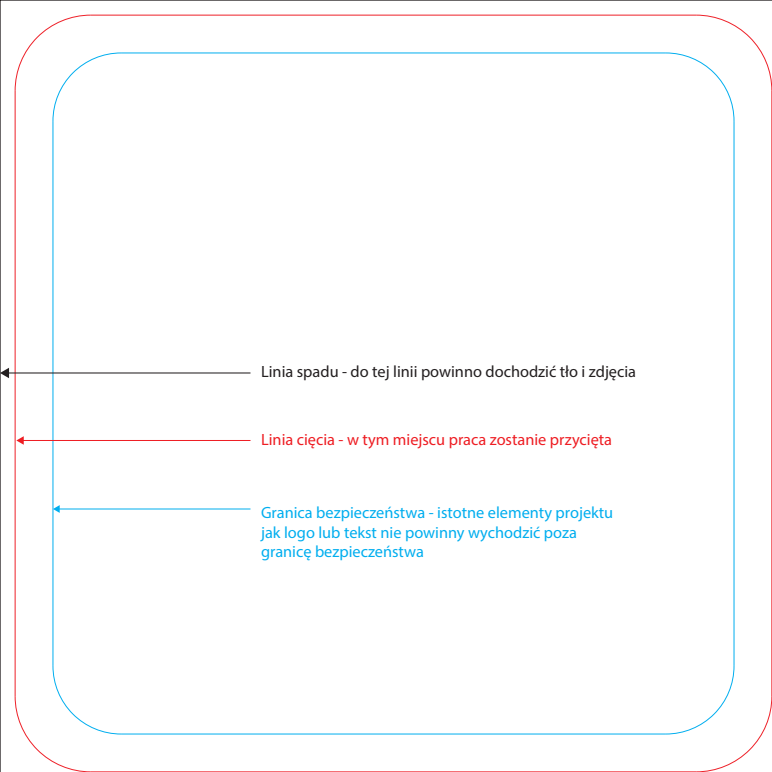 Linia spadu - do tej linii powinno dochodzić tło i zdjęcia
Linia cięcia - w tym miejscu praca zostanie przycięta
Granica bezpieczeństwa - istotne elementy projektu
jak logo lub tekst nie powinny wychodzić poza
granicę bezpieczeństwa